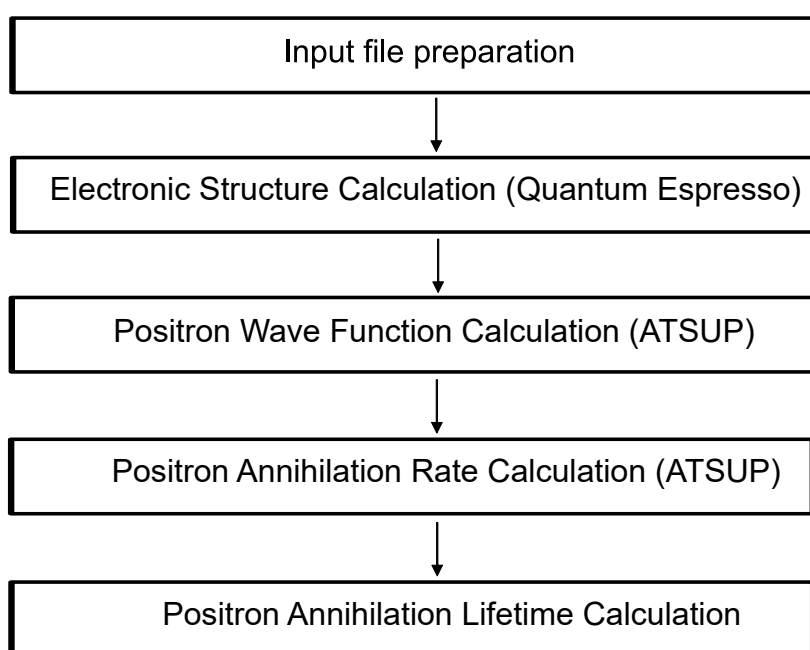 Input file preparation
Electronic Structure Calculation (Quantum Espresso)
Positron Wave Function Calculation (ATSUP)
Positron Annihilation Rate Calculation (ATSUP)
Positron Annihilation Lifetime Calculation